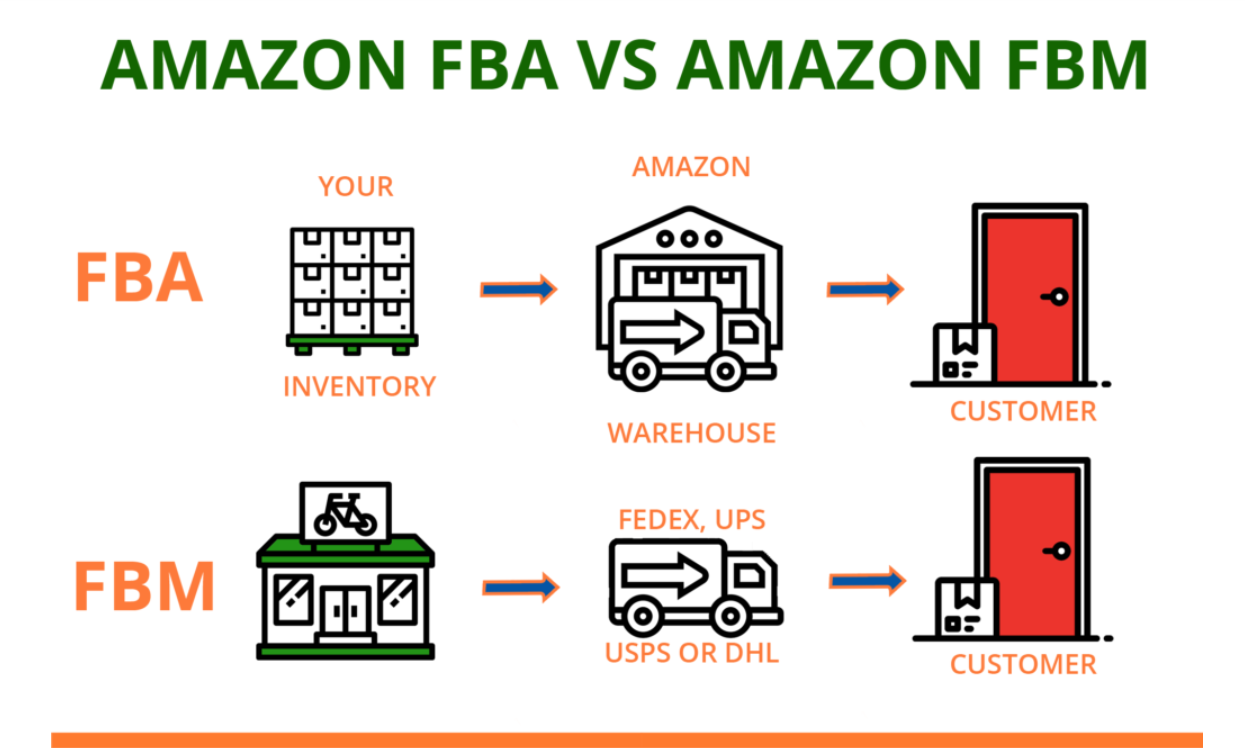 AMAZON FBA VS AMAZON FBM
FBA
YOUR
INVENTORY
AMAZON
WAREHOUSE
CUSTOMER
FBM
FEDEX, UPS
USPS OR DHL
CUSTOMER